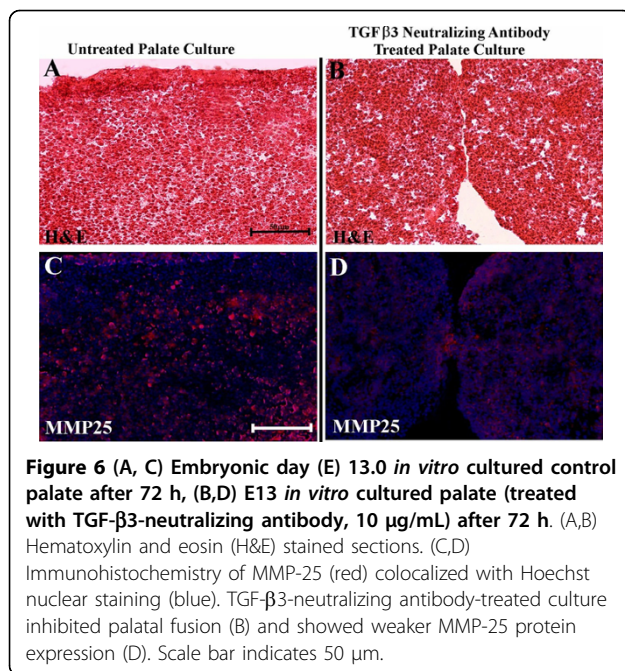 Untreated Palate Culture
TGFβ3 Neutralizing Antibody
Treated Palate Culture
A
B
H&E
50 µm
H&E
C
D
MMP25
MMP25
Figure 6 (A, C) Embryonic day (E) 13.0 in vitro cultured control
palate after 72 h, (B,D) E13 in vitro cultured palate (treated
with TGF-β3-neutralizing antibody, 10 μg/mL) after 72 h. (A,B)
Hematoxylin and eosin (H&E) stained sections. (C,D)
Immunohistochemistry of MMP-25 (red) colocalized with Hoechst
nuclear staining (blue). TGF-β3-neutralizing antibody-treated culture
inhibited palatal fusion (B) and showed weaker MMP-25 protein
expression (D). Scale bar indicates 50 μm.